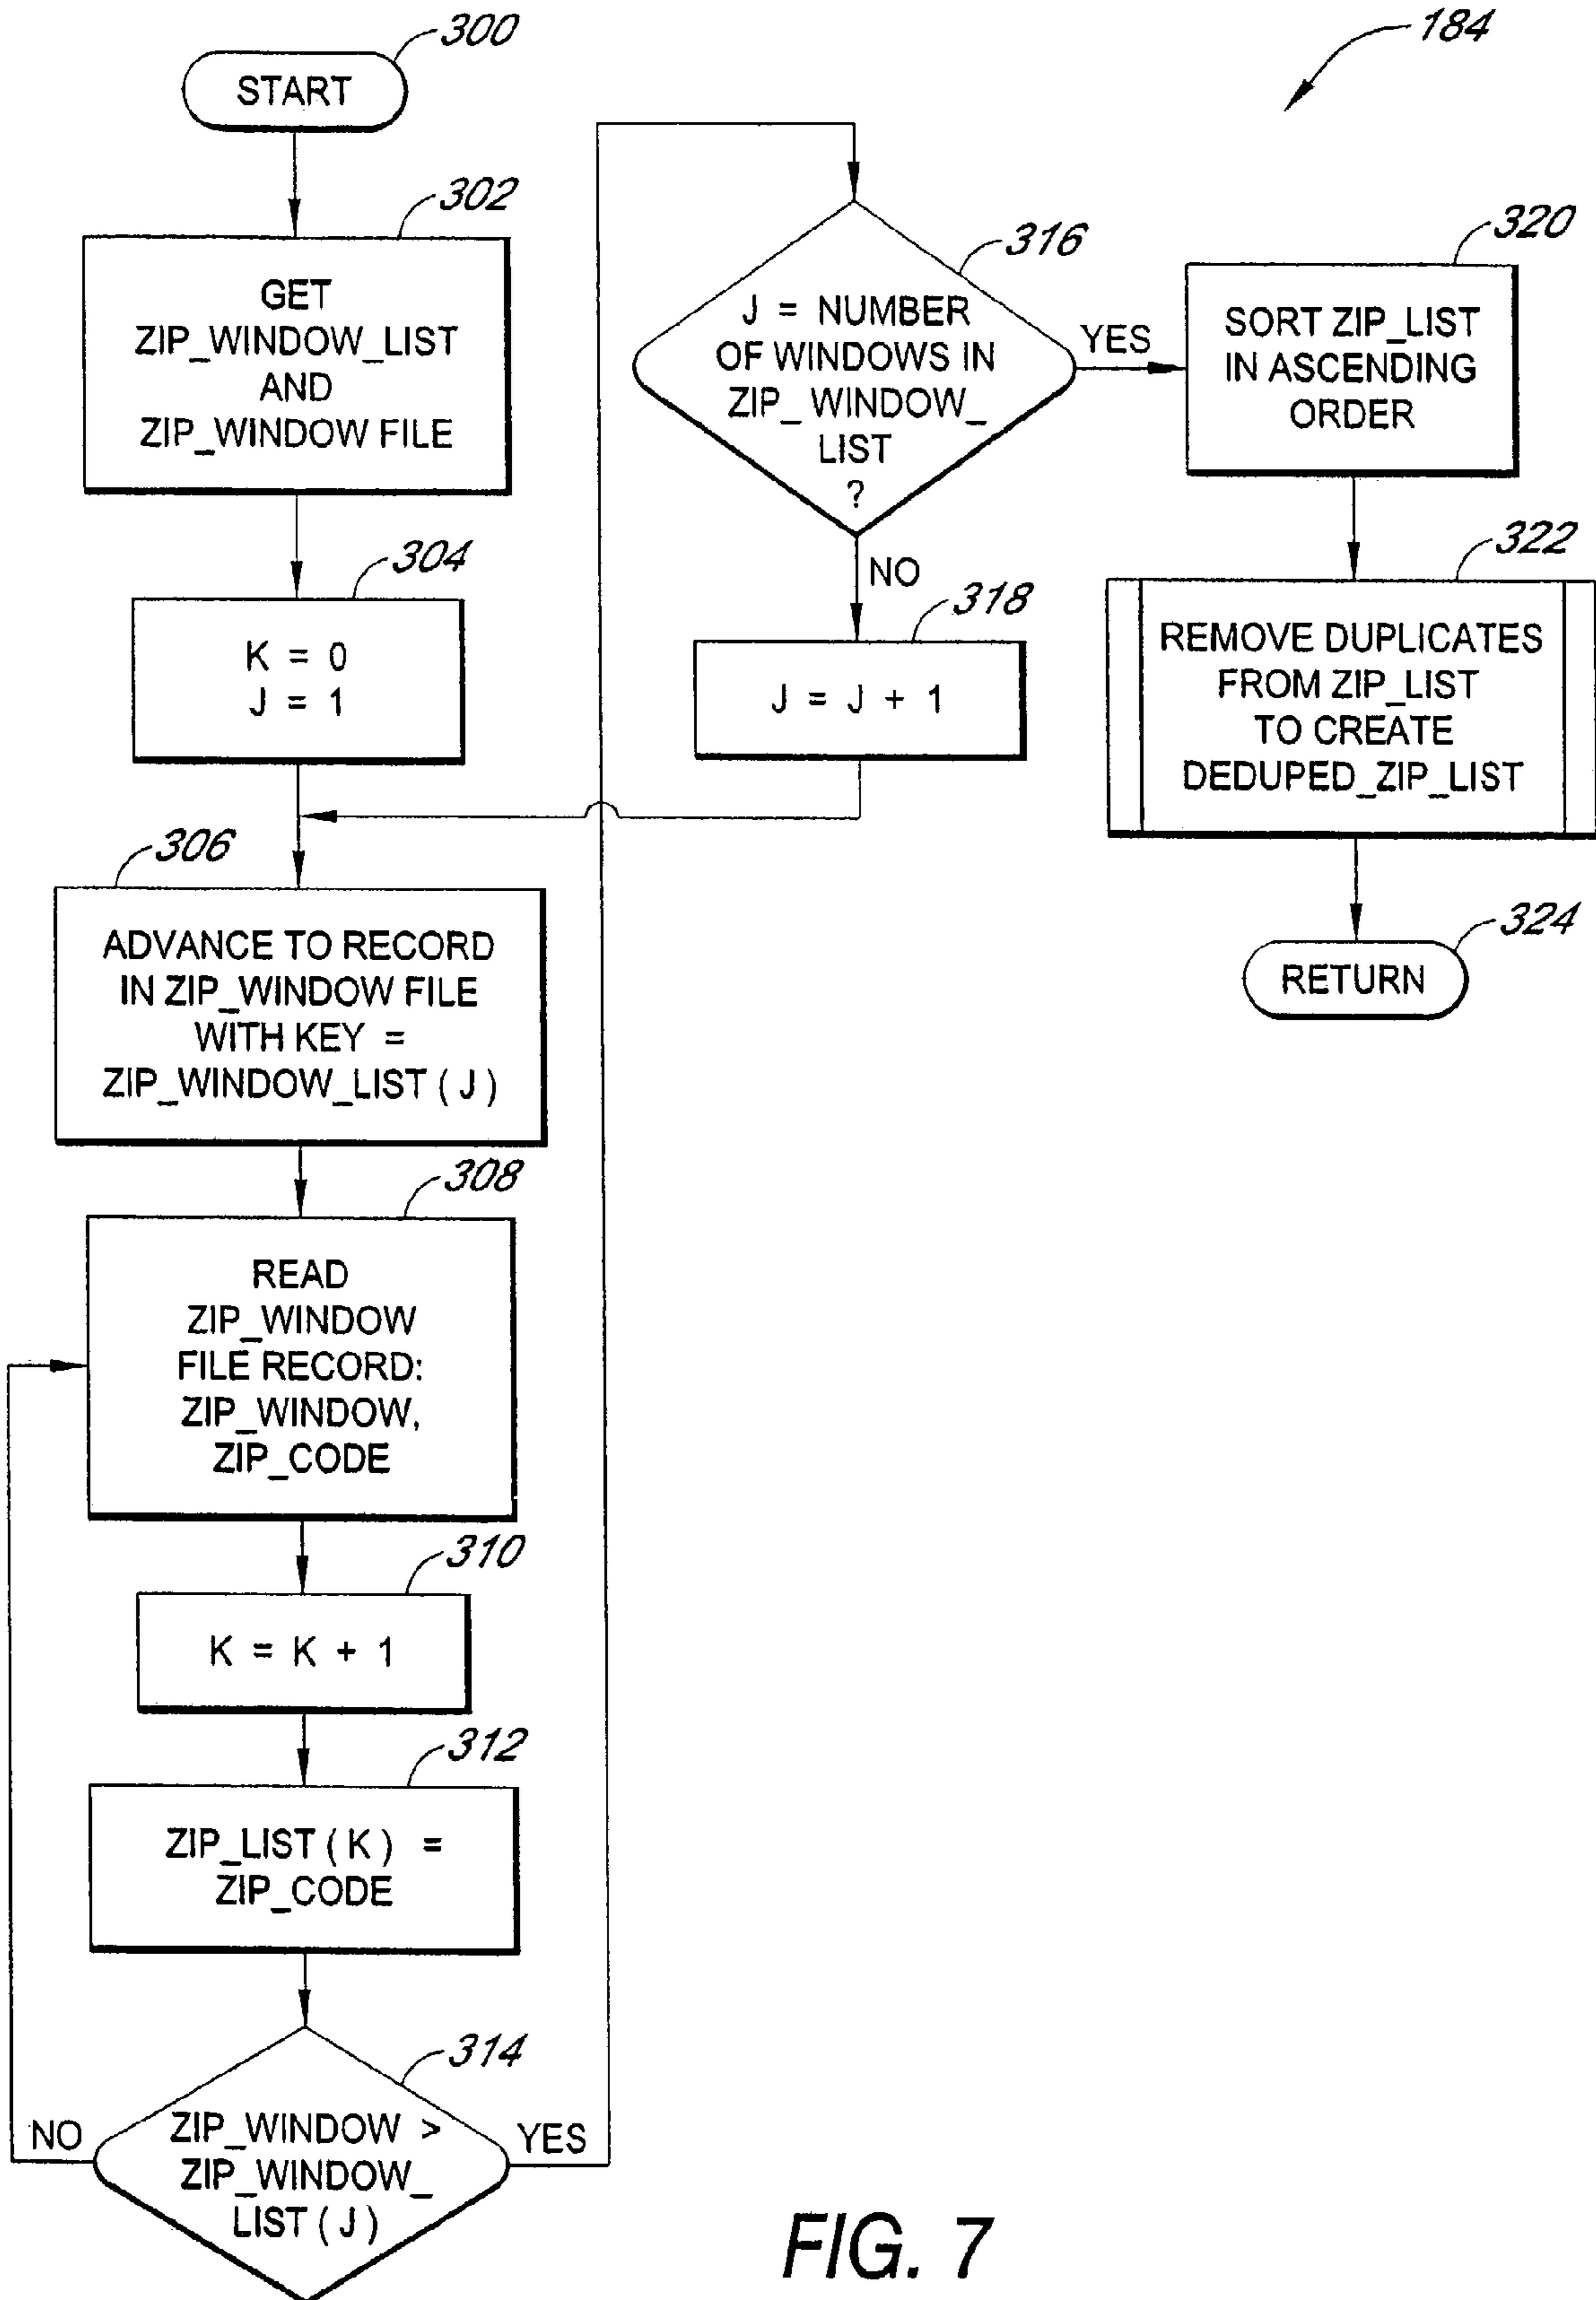 300
START
302
GET
ZIP_WINDOW_LIST
AND
ZIP_WINDOW FILE
304
K = 0
J = 1
306
ADVANCE TO RECORD
IN ZIP_WINDOW FILE
WITH KEY =
ZIP_WINDOW_LIST ( J )
308
READ
ZIP_WINDOW
FILE RECORD:
ZIP_WINDOW,
ZIP_CODE
310
K = K + 1
312
ZIP_LIST ( K ) =
ZIP_CODE
314
ZIP_WINDOW >
ZIP_WINDOW_
LIST ( J )
NO
YES
316
J = NUMBER
OF WINDOWS IN
ZIP_ WINDOW_
LIST
?
YES
NO
318
J = J + 1
184
320
SORT ZIP_LIST
IN ASCENDING
ORDER
322
REMOVE DUPLICATES
FROM ZIP_LIST
TO CREATE
DEDUPED_ZIP_LIST
324
RETURN
FIG. 7